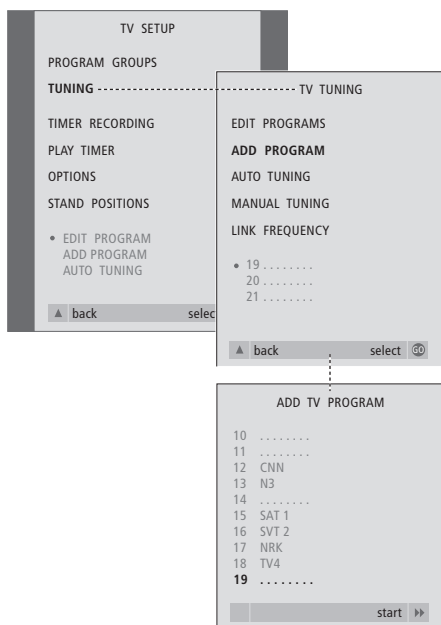 TV SETUP
PROGRAM GROUPS
TUNING
TIMER RECORDING
PLAY TIMER
OPTIONS
STAND POSITIONS
• EDIT PROGRAM
ADD PROGRAM
AUTO TUNING
▲ back selec
TV TUNING
EDIT PROGRAMS
ADD PROGRAM
AUTO TUNING
MANUAL TUNING
LINK FREQUENCY
• 19 ........
20 ........
21 ........
▲ back select GO
ADD TV PROGRAM
10 ........
11 ........
12 CNN
13 N3
14 ........
15 SAT 1
16 SVT 2
17 NRK
18 TV4
19 ........
start ▶▶